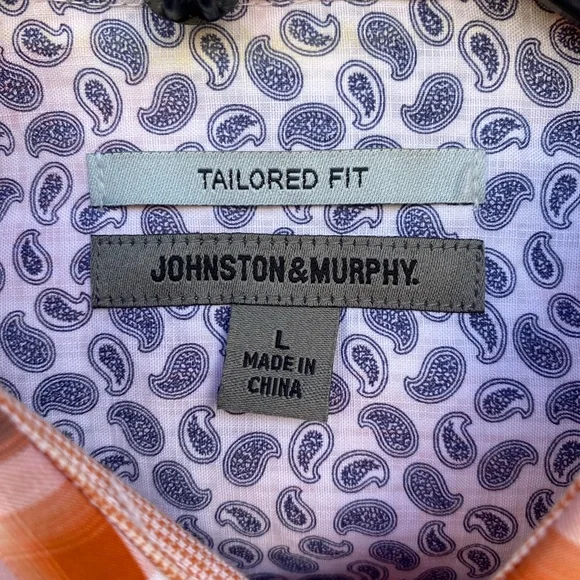 TAILORED FIT
JOHNSTON&MURPHY.
L
MADE IN
CHINA